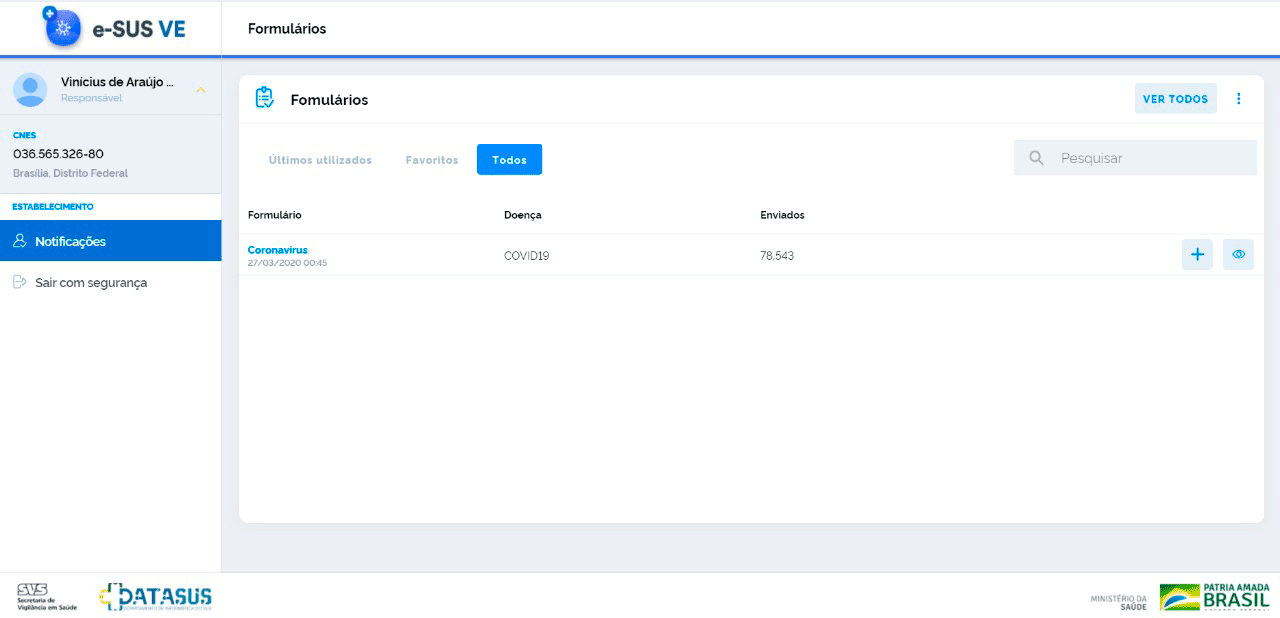 e-SUS VE
Formulários
Vinícius de Araújo ...
Responsável
CNES
036.565.326-80
Brasília, Distrito Federal
ESTABELECIMENTO
Notificações
Sair com segurança
Fomulários
VER TODOS
Últimos utilizados
Favoritos
Todos
Pesquisar
Formulário
Doença
Enviados
Coronavírus
27/03/2020 00:45
COVID19
78,543
SVS
Secretaria de
Vigilância em Saúde
DATASUS
DEPARTAMENTO DE INFORMÁTICA DO SUS
MINISTÉRIO DA
SAÚDE
PÁTRIA AMADA
BRASIL